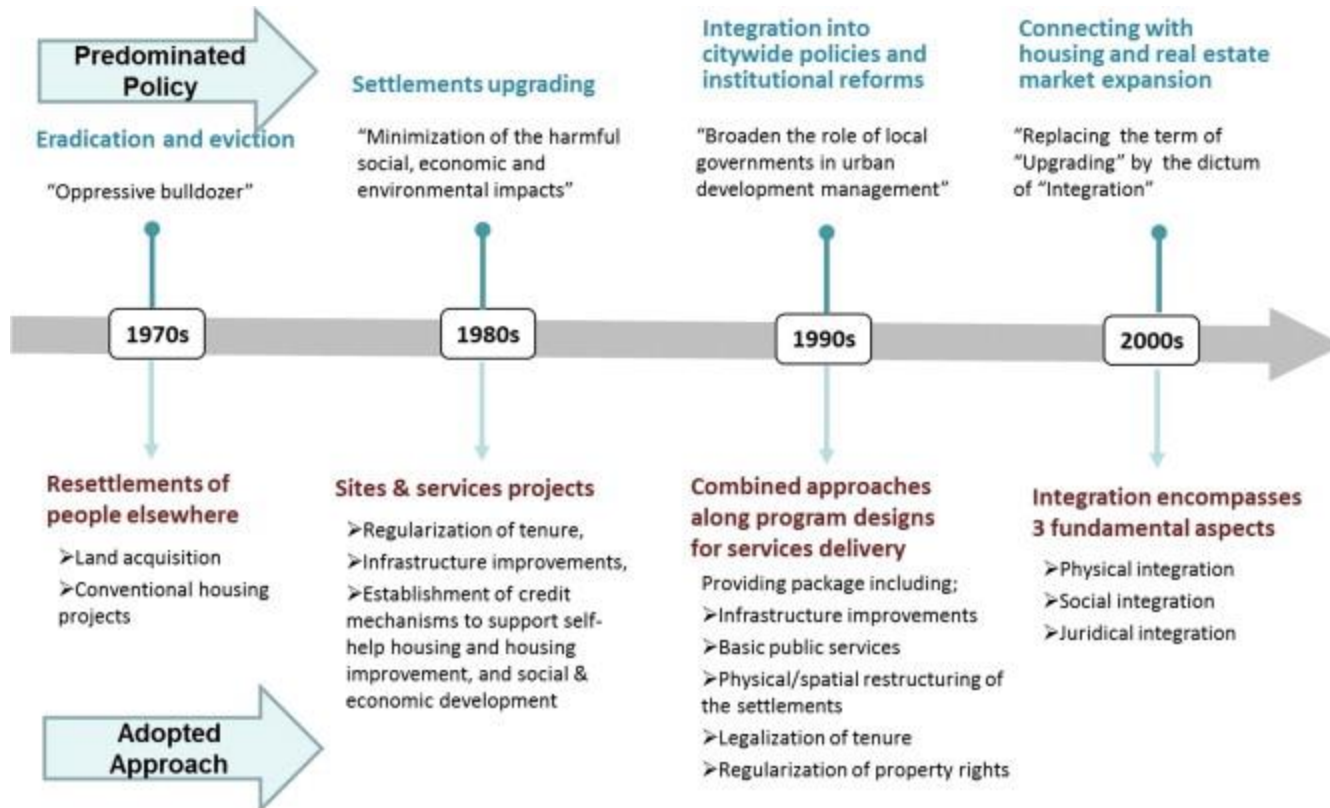 Predominated
Policy
Eradication and eviction
“Oppressive bulldozer”
Settlements upgrading
“Minimization of the harmful
social, economic and
environmental impacts”
Integration into
citywide policies and
institutional reforms
“Broaden the role of local
governments in urban
development management”
Connecting with
housing and real estate
market expansion
“Replacing the term of
“Upgrading” by the dictum
of “Integration”
1970s
1980s
1990s
2000s
Resettlements of
people elsewhere
➢Land acquisition
➢Conventional housing
projects
Sites & services projects
➢Regularization of tenure,
➢Infrastructure improvements,
➢Establishment of credit
mechanisms to support self-
help housing and housing
improvement, and social &
economic development
Combined approaches
along program designs
for services delivery
Providing package including;
➢Infrastructure improvements
➢Basic public services
➢Physical/spatial restructuring of
the settlements
➢Legalization of tenure
➢Regularization of property rights
Integration encompasses
3 fundamental aspects
➢Physical integration
➢Social integration
➢Juridical integration
Adopted
Approach